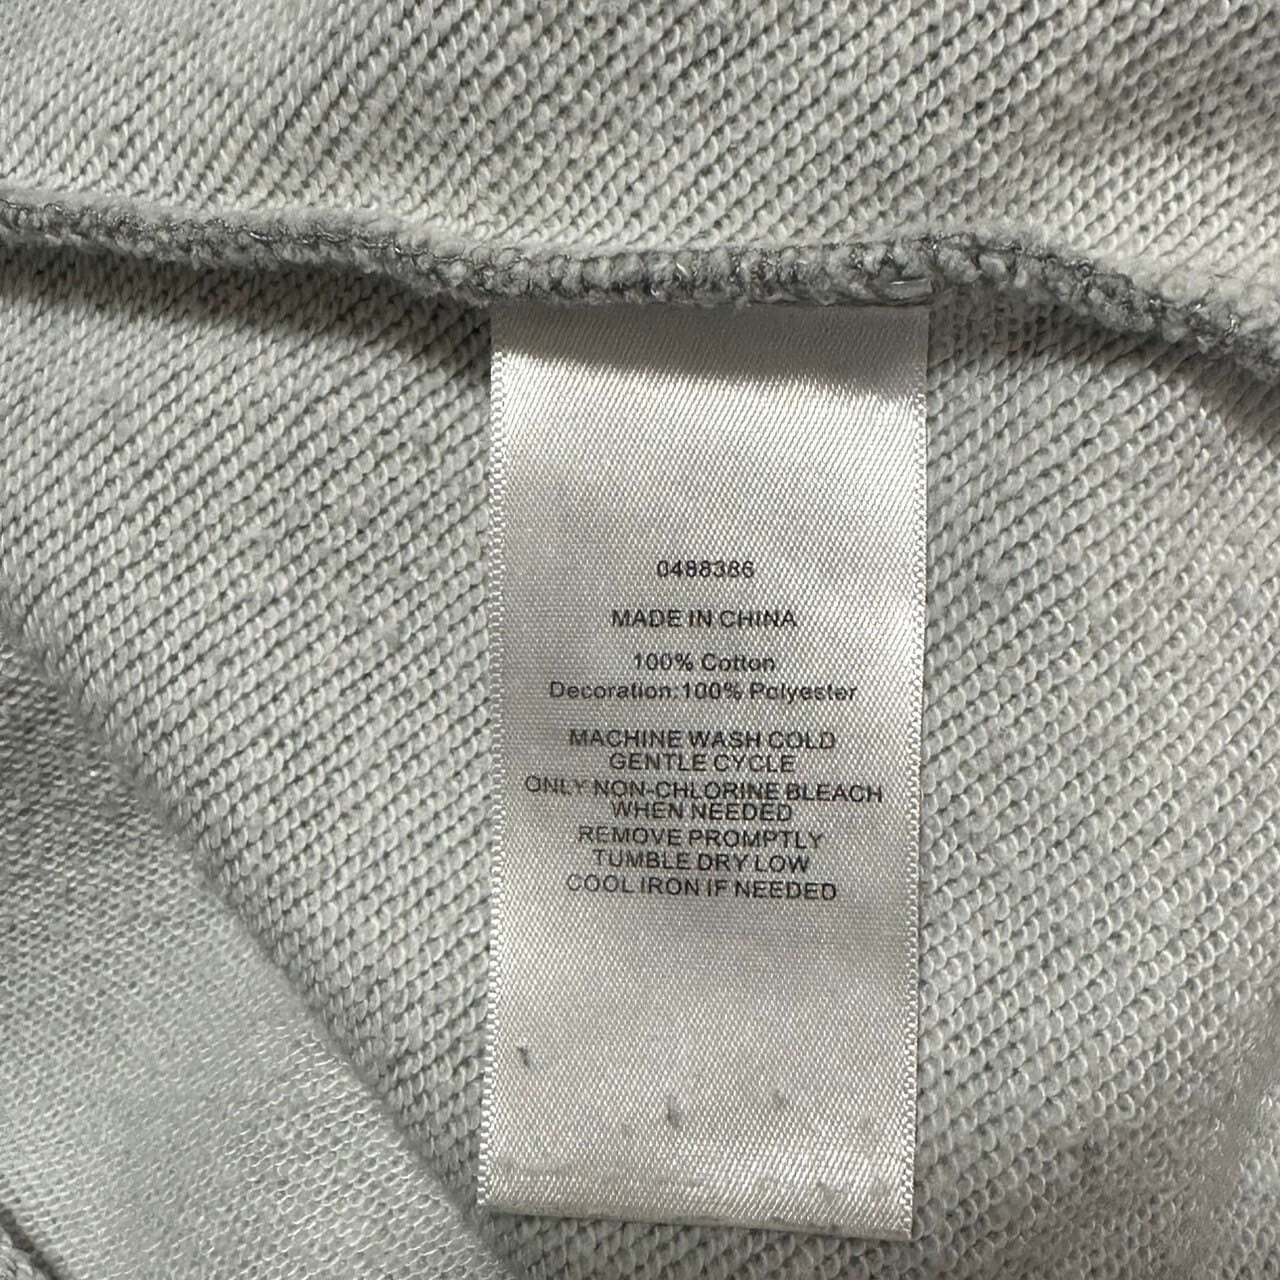 0488386
MADE IN CHINA
100% Cotton
Decoration:100% Polyester
MACHINE WASH COLD
GENTLE CYCLE
ONLY NON-CHLORINE BLEACH
WHEN NEEDED
REMOVE PROMPTLY
TUMBLE DRY LOW
COOL IRON IF NEEDED